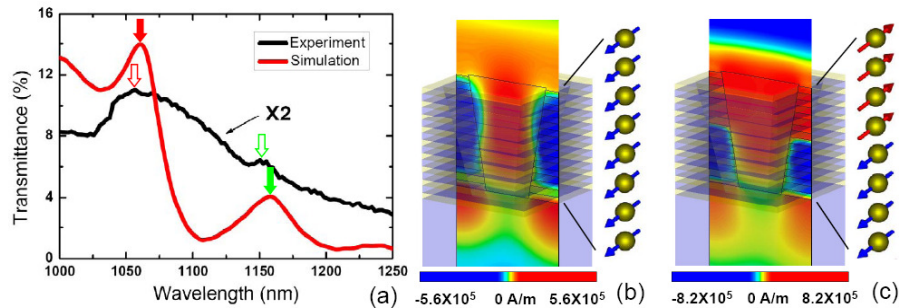 16
12
8
4
0
Transmittance (%)
Experiment
Simulation
X2
1000 1050 1100 1150 1200 1250
Wavelength (nm)
(a)
-5.6X10⁵ 0 A/m 5.6X10⁵
(b)
-8.2X10⁵ 0 A/m 8.2X10⁵
(c)